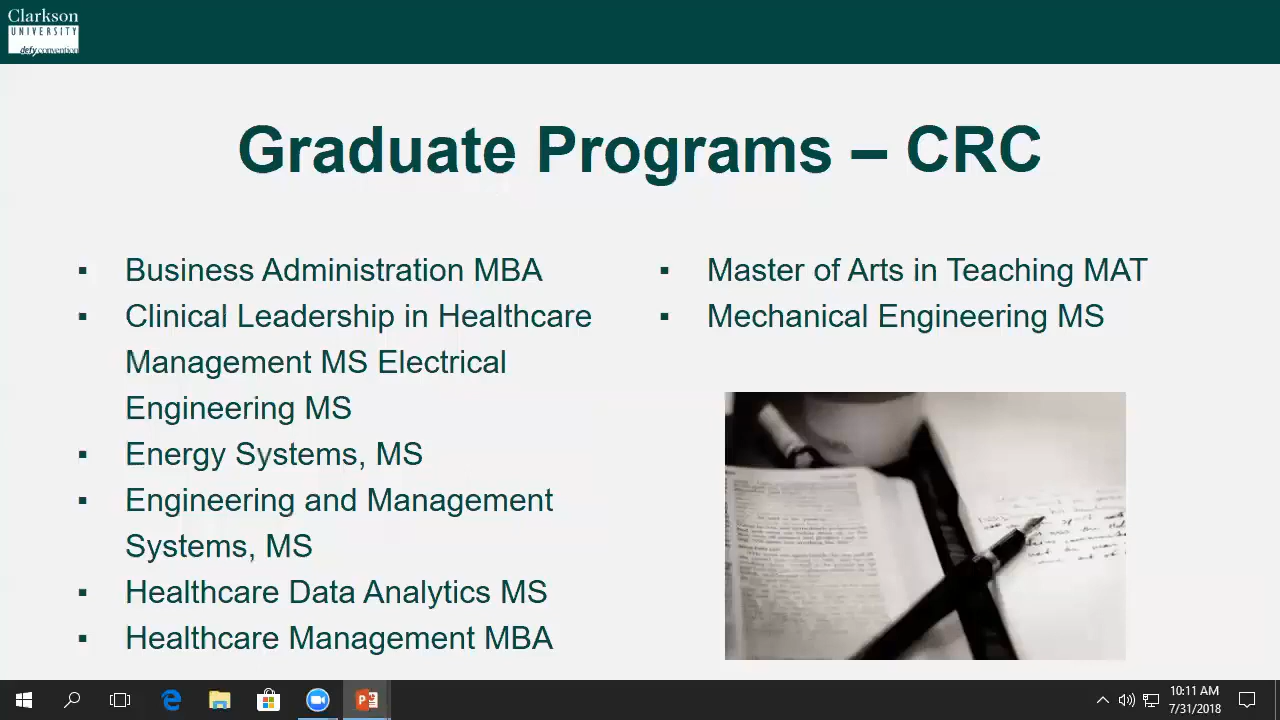 Clarkson
UNIVERSITY
defy convention
Graduate Programs – CRC
▪ Business Administration MBA
▪ Clinical Leadership in Healthcare
Management MS Electrical
Engineering MS
▪ Energy Systems, MS
▪ Engineering and Management
Systems, MS
▪ Healthcare Data Analytics MS
▪ Healthcare Management MBA
▪ Master of Arts in Teaching MAT
▪ Mechanical Engineering MS
10:11 AM
7/31/2018